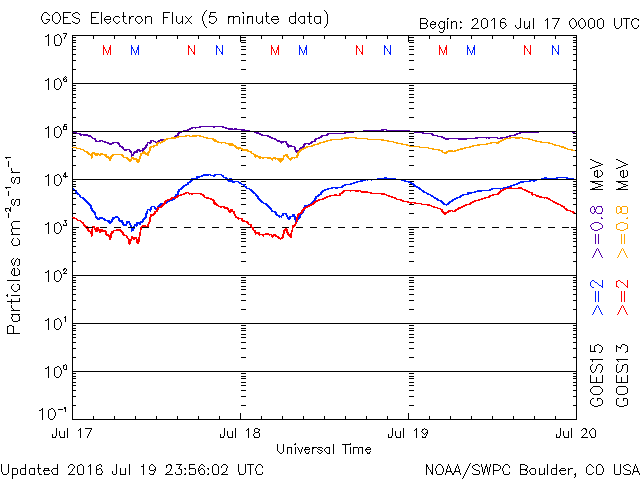 GOES Electron Flux (5 minute data)
Begin: 2016 Jul 17 0000 UTC
M M N N M M N N M M N N
10⁷
10⁶
10⁵
10⁴
10³
10²
10¹
10⁰
10⁻¹
Particles cm⁻²s⁻¹sr⁻¹
Jul 17 Jul 18 Jul 19 Jul 20
Universal Time
GOES15 >=2 >=0.8 MeV
GOES13 >=2 >=0.8 MeV
Updated 2016 Jul 19 23:56:02 UTC
NOAA/SWPC Boulder, CO USA